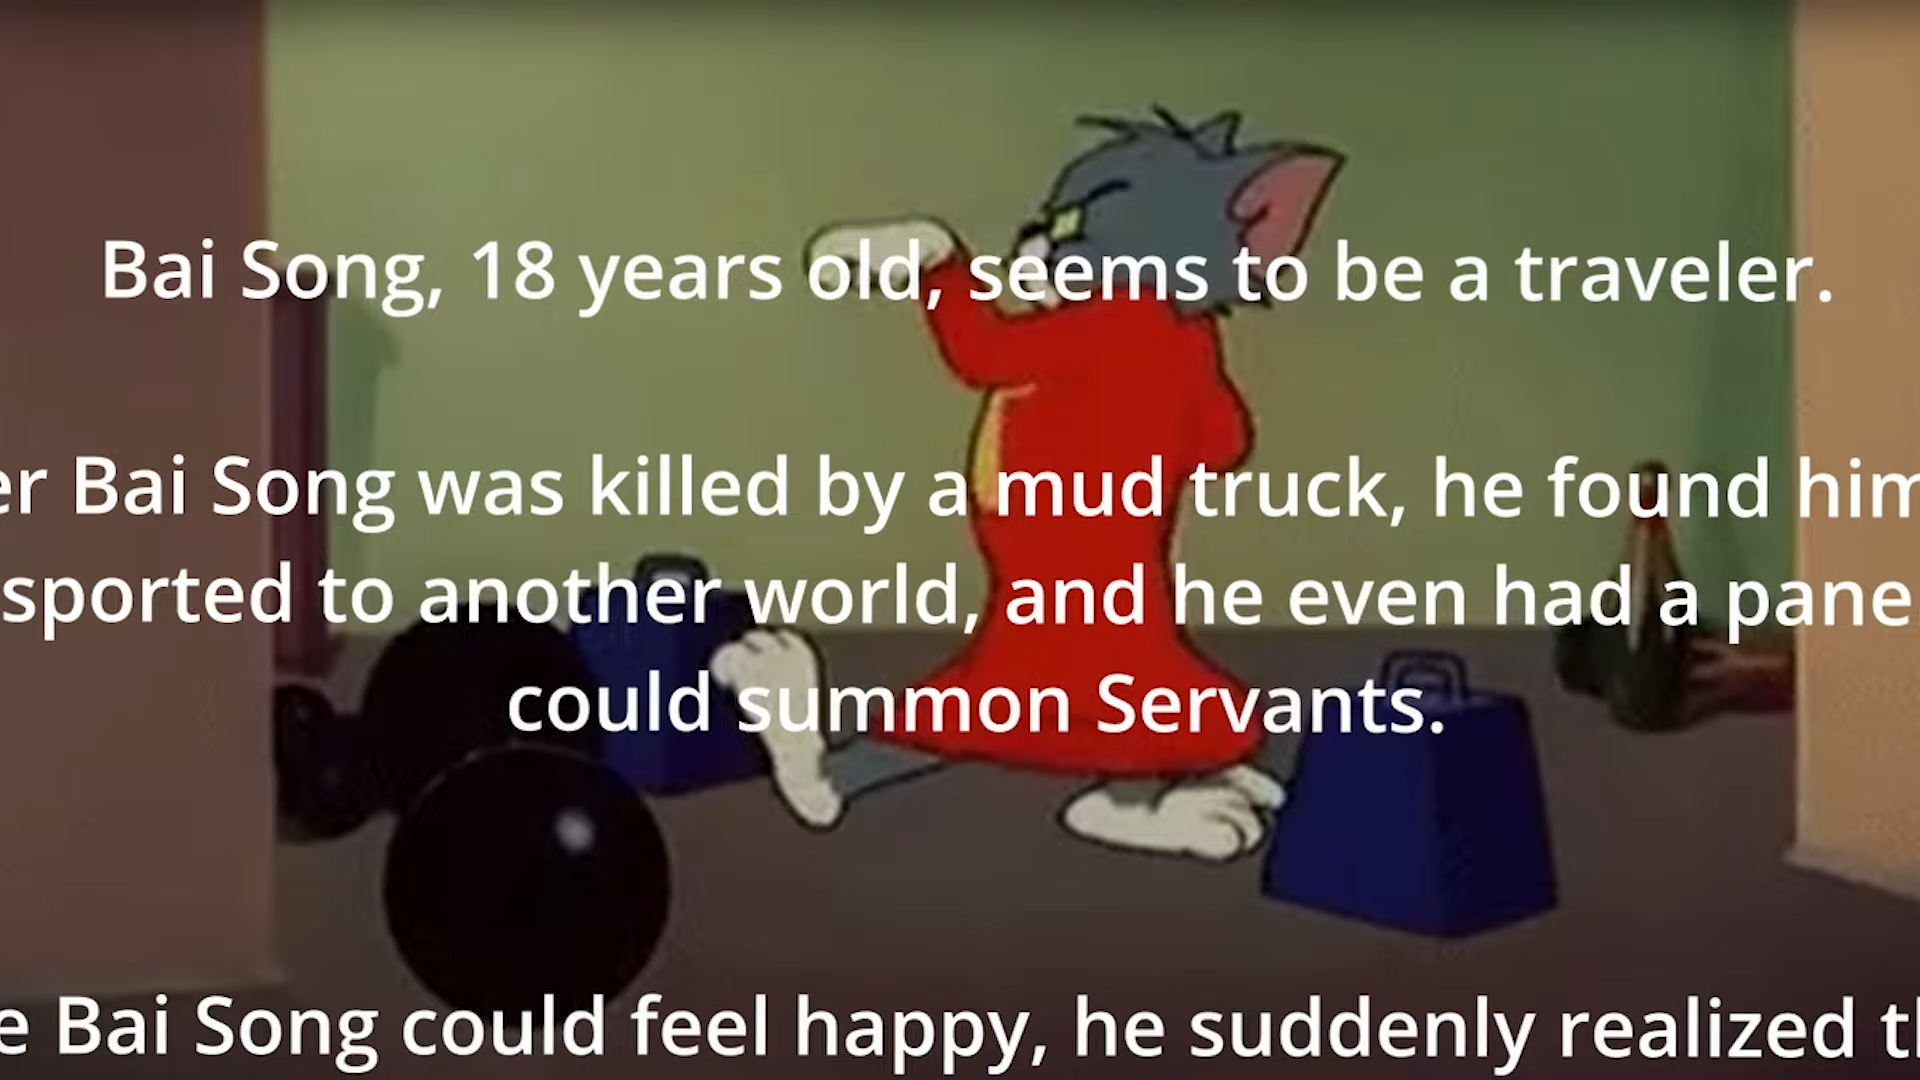 Bai Song, 18 years old, seems to be a traveler.
er Bai Song was killed by a mud truck, he found him
sported to another world, and he even had a pane
could summon Servants.
e Bai Song could feel happy, he suddenly realized th